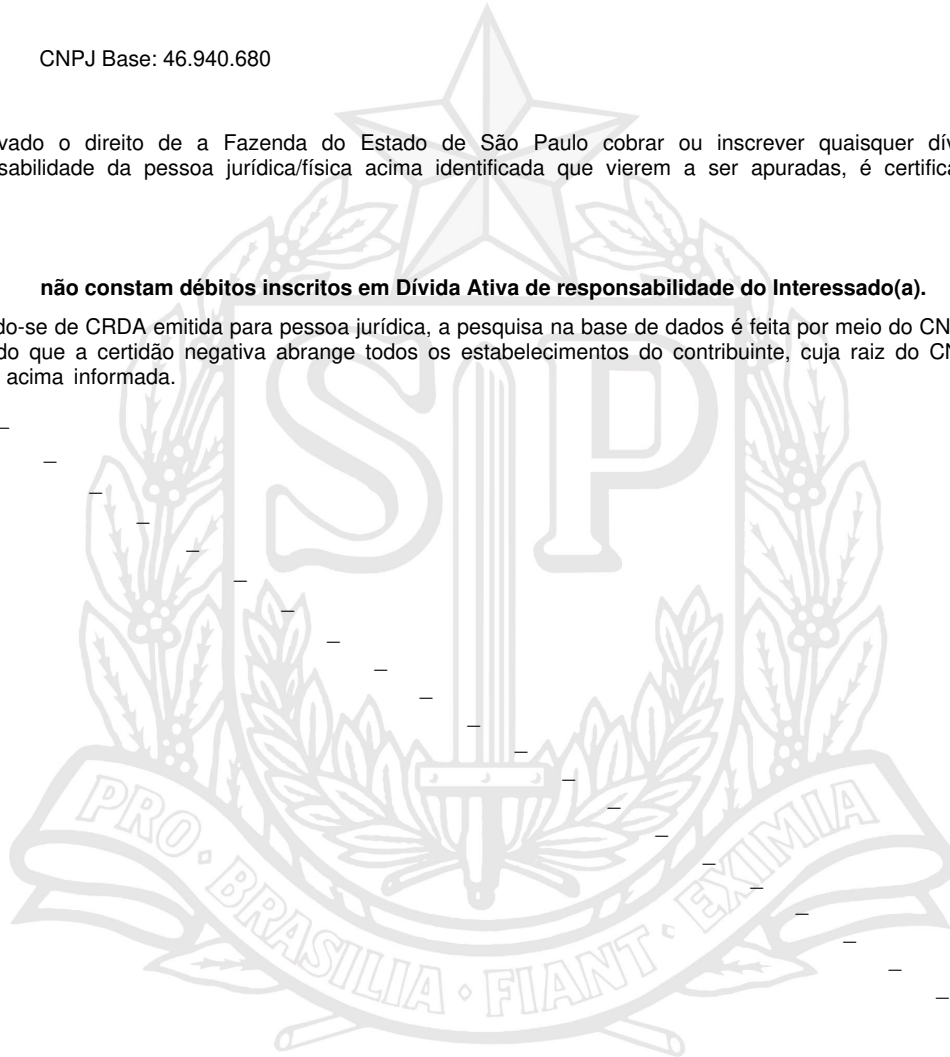 CNPJ Base: 46.940.680
vado o direito de a Fazenda do Estado de São Paulo cobrar ou inscrever quaisquer dív
sabilidade da pessoa jurídica/física acima identificada que vierem a ser apuradas, é certifica
não constam débitos inscritos em Dívida Ativa de responsabilidade do Interessado(a).
do-se de CRDA emitida para pessoa jurídica, a pesquisa na base de dados é feita por meio do CN
do que a certidão negativa abrange todos os estabelecimentos do contribuinte, cuja raiz do CN
acima informada.
SP
PRO · BRASILIA · FIANT · EXIMIA